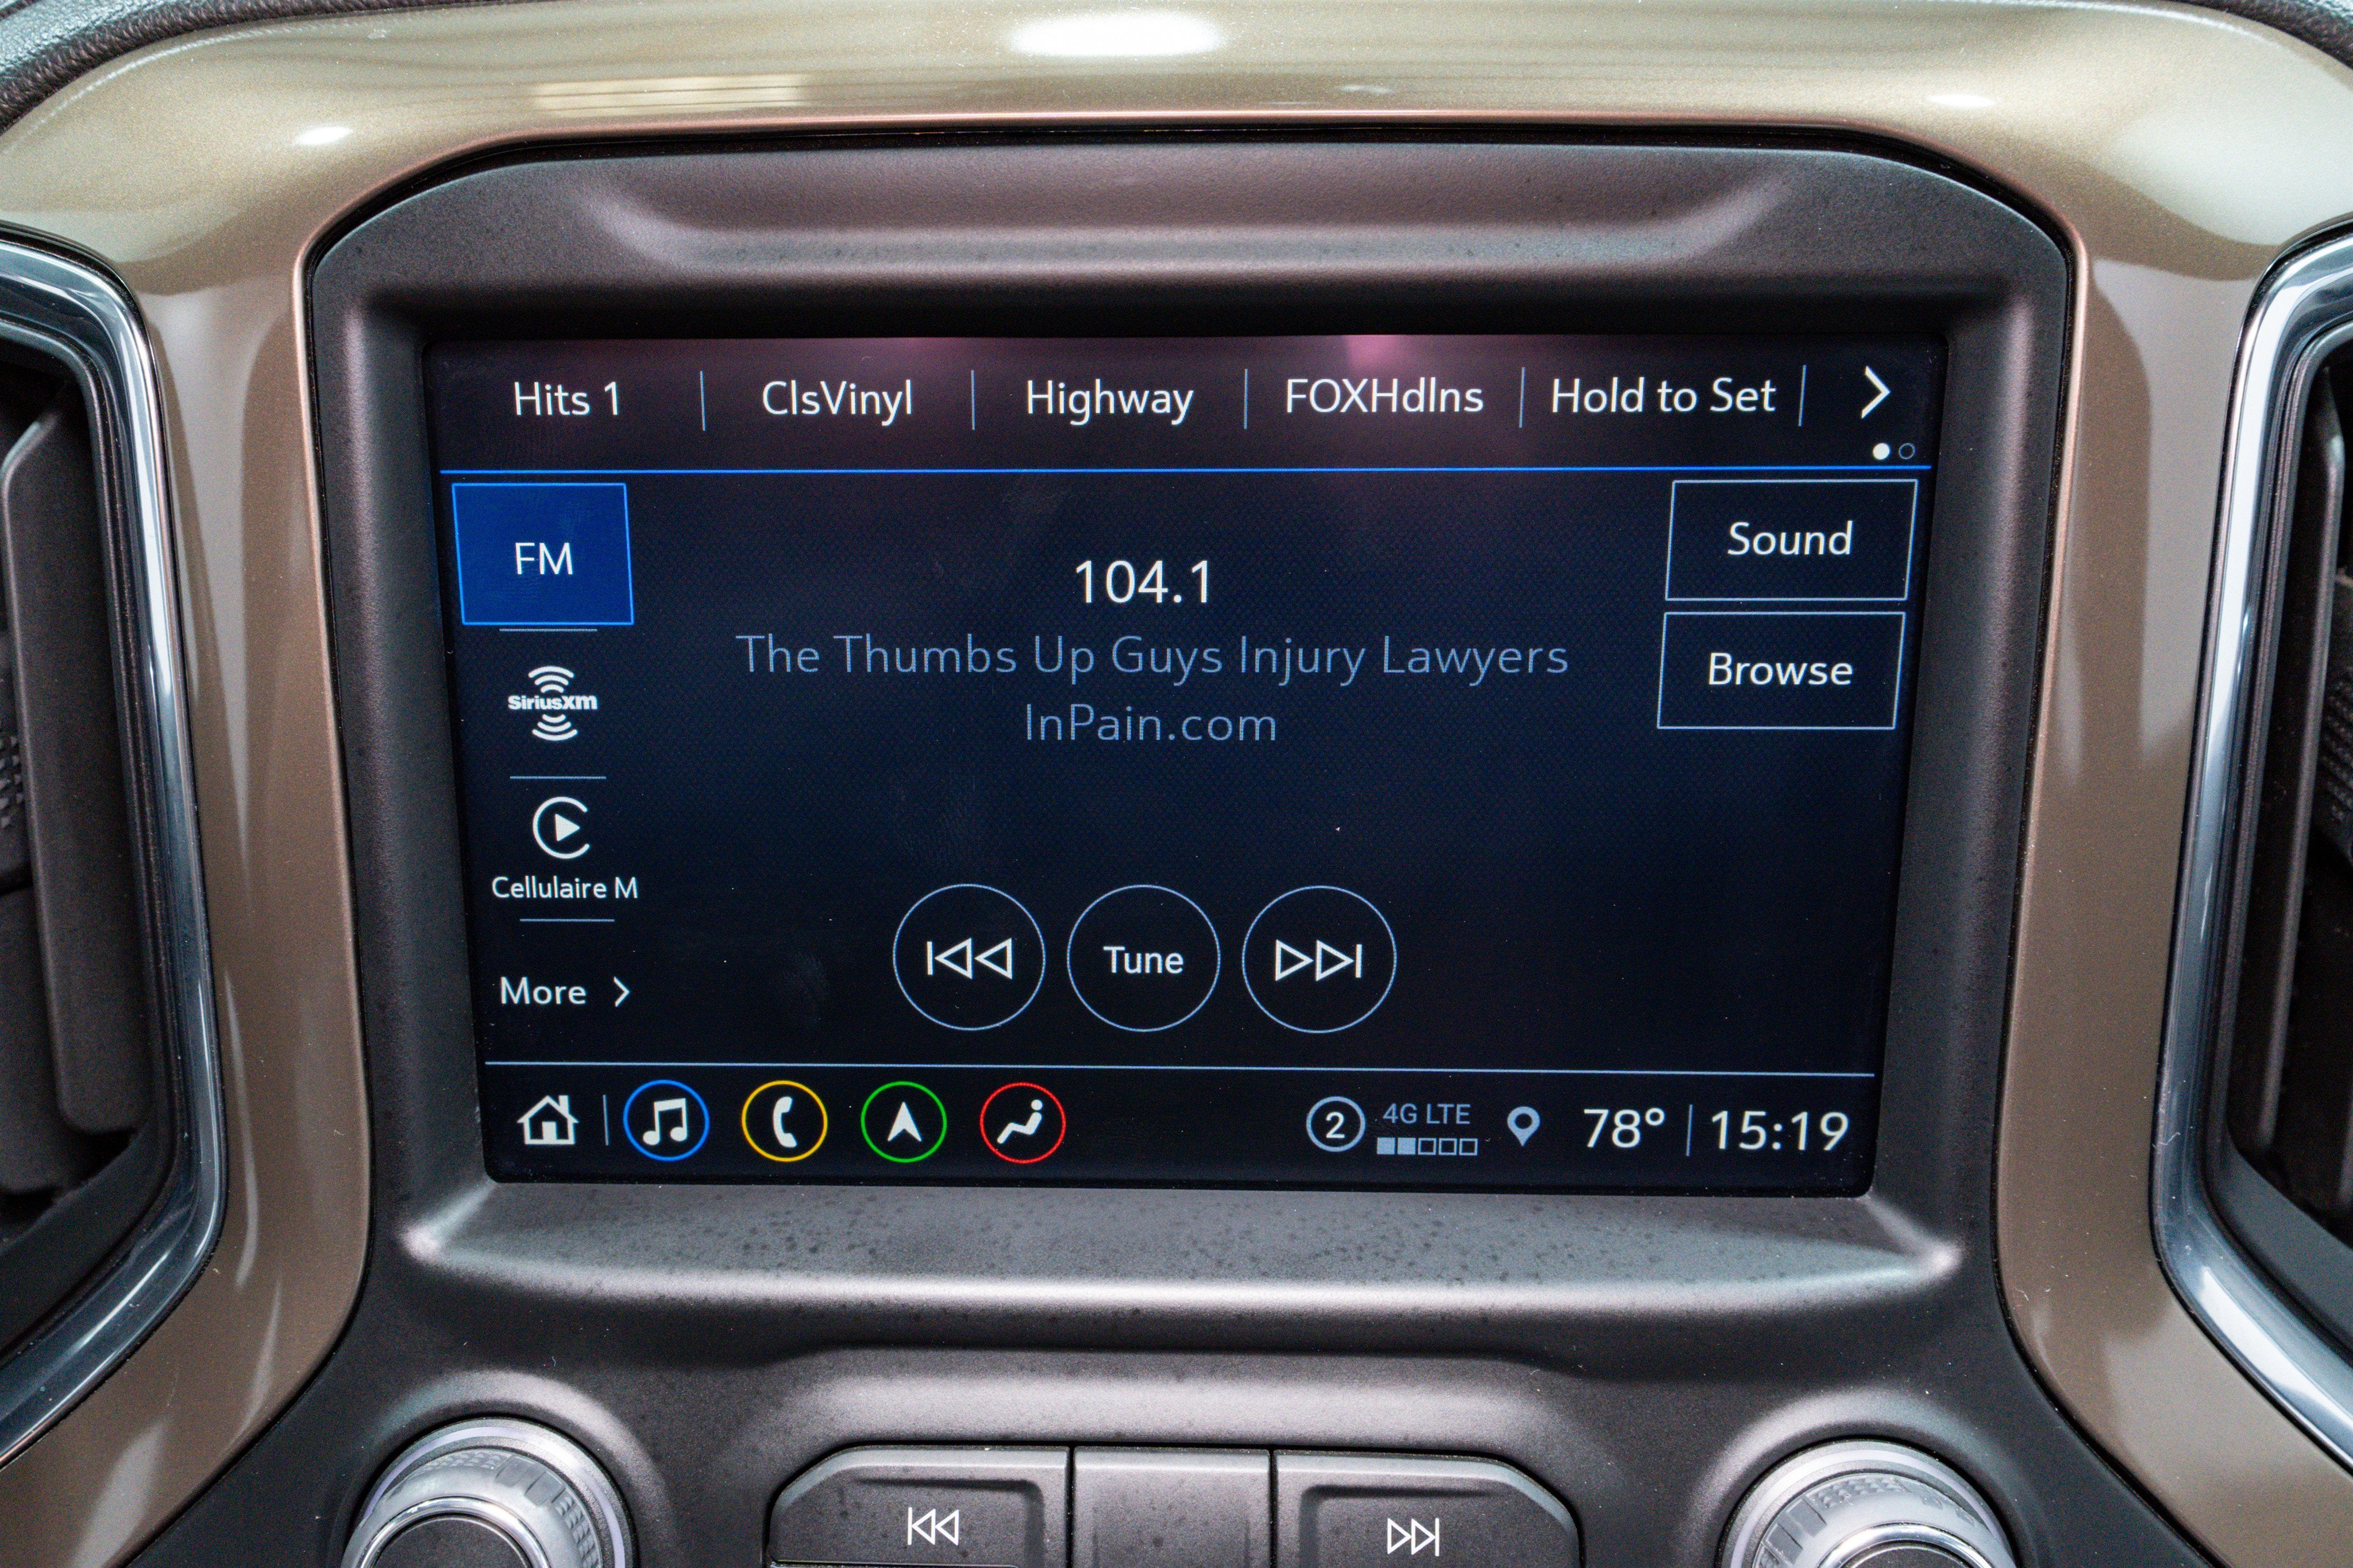 Hits 1 ClsVinyl Highway FOXHdlns Hold to Set
FM
104.1
Sound
The Thumbs Up Guys Injury Lawyers
Browse
SiriusXM
InPain.com
Cellulaire M
Tune
More
2 4G LTE 78° 15:19